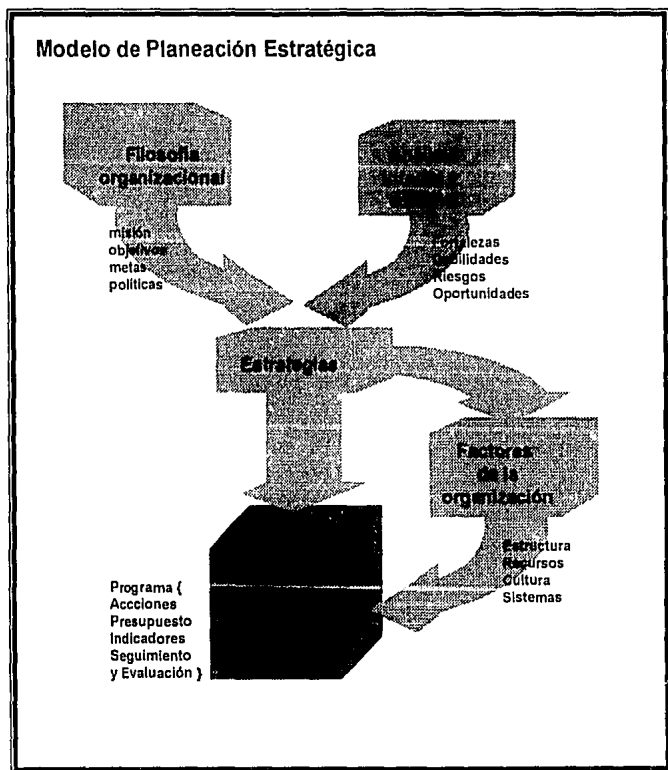 Modelo de Planeación Estratégica
Filosofía
organizacional
misión
objetivos
metas
políticas
Fortalezas
Debilidades
Riesgos
Oportunidades
Estrategias
Factores
de la
organización
Estructura
Recursos
Cultura
Sistemas
Programa {
Accciones
Presupuesto
Indicadores
Seguimiento
y Evaluación }